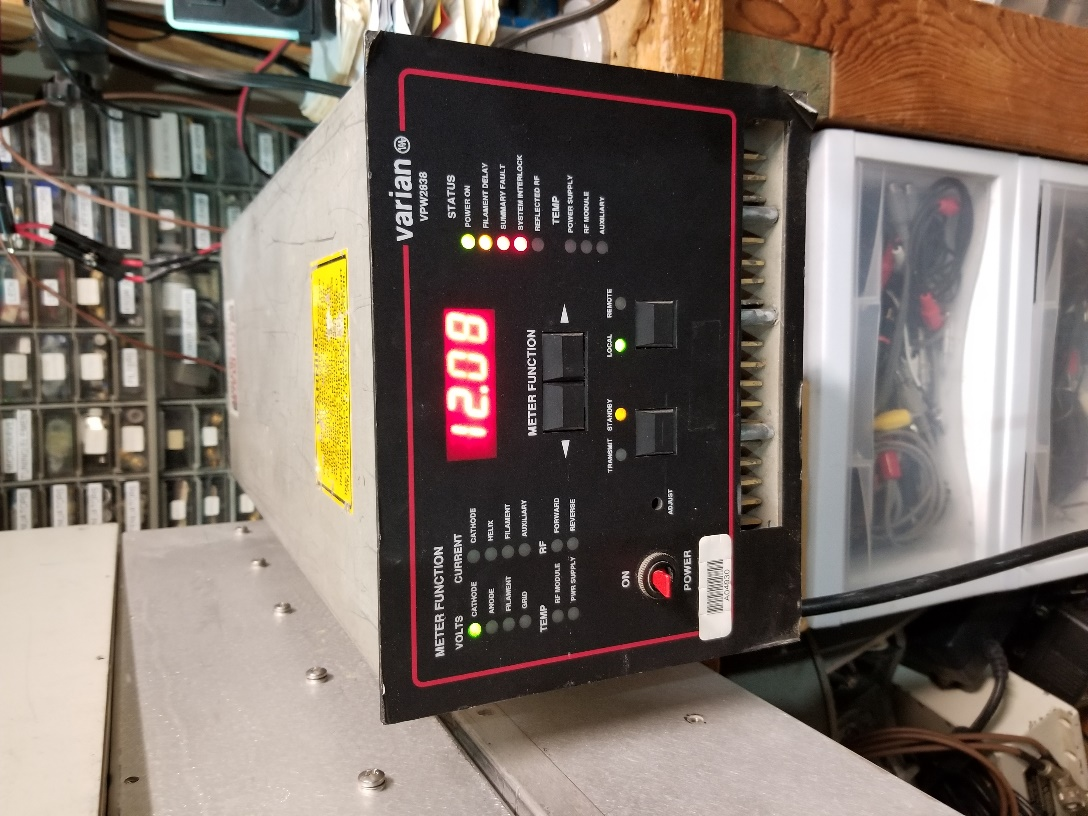 varian
VPW2838
METER FUNCTION
VOLTS
CURRENT
CATHODE
ANODE
FILAMENT
GRID
CATHODE
HELIX
FILAMENT
AUXILIARY
TEMP
RF
RF MODULE
PWR SUPPLY
FORWARD
REVERSE
12.08
METER FUNCTION
STATUS
POWER ON
FILAMENT DELAY
SUMMARY FAULT
SYSTEM INTERLOCK
REFLECTED RF
TEMP
POWER SUPPLY
RF MODULE
AUXILIARY
TRANSMIT
STANDBY
LOCAL
REMOTE
ADJUST
ON
POWER
A04930